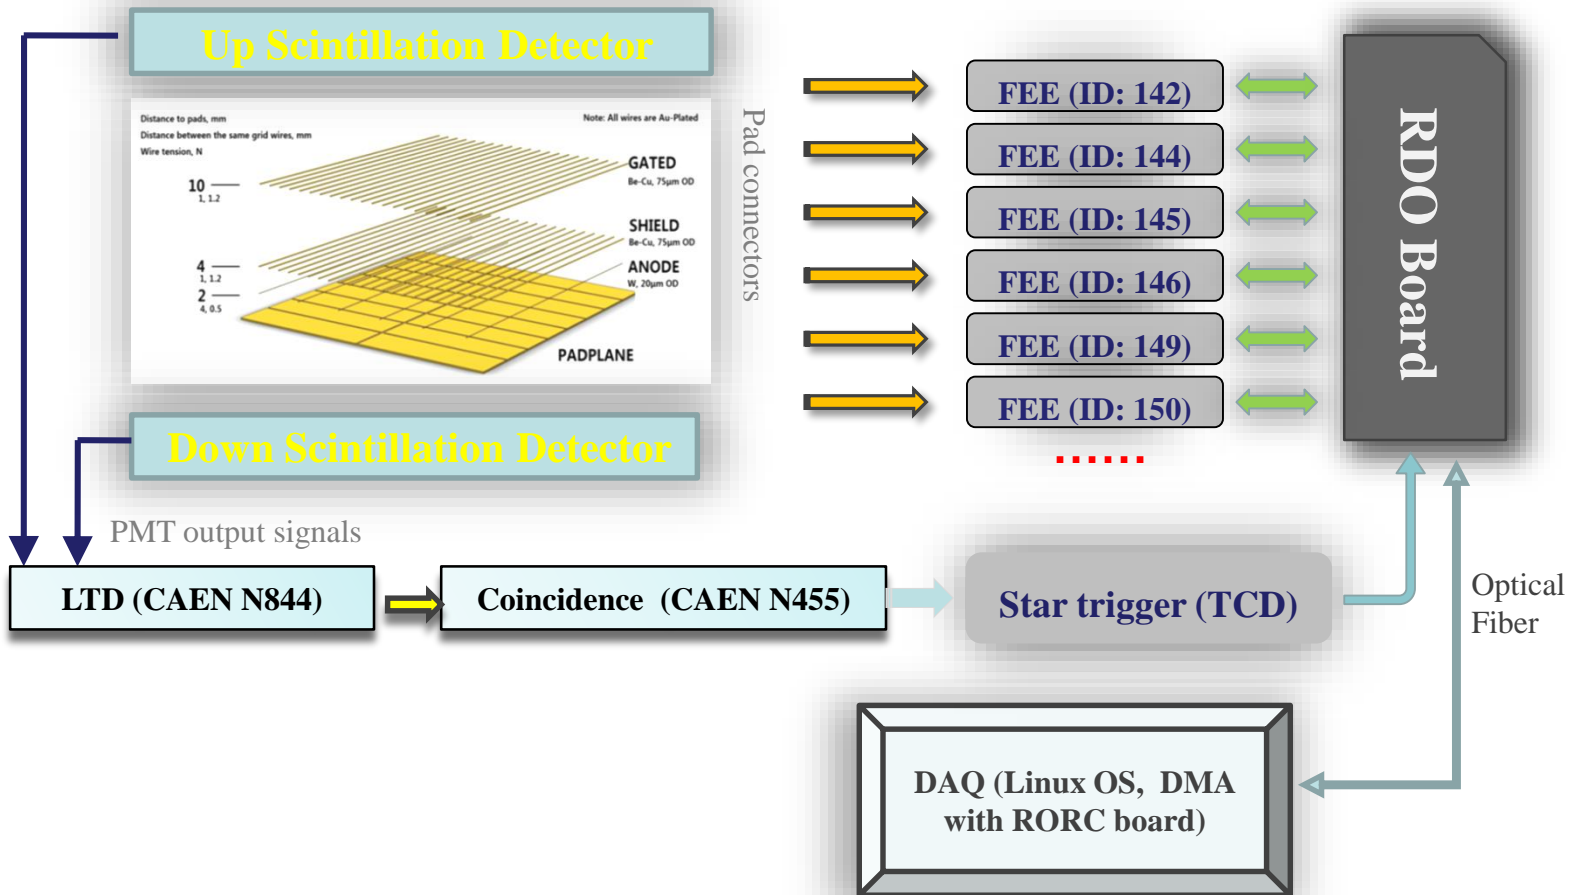 Up Scintillation Detector
Distance to pads, mm
Distance between the same grid wires, mm
Wire tension, N
Note: All wires are Au-Plated
10
1, 1.2
GATED
Be-Cu, 75μm OD
SHIELD
Be-Cu, 75μm OD
4
1, 1.2
ANODE
W, 20μm OD
2
4, 0.5
PADPLANE
Down Scintillation Detector
Pad connectors
FEE (ID: 142)
FEE (ID: 144)
FEE (ID: 145)
FEE (ID: 146)
FEE (ID: 149)
FEE (ID: 150)
......
RDO Board
PMT output signals
LTD (CAEN N844)
Coincidence (CAEN N455)
Star trigger (TCD)
Optical
Fiber
DAQ (Linux OS, DMA
with RORC board)